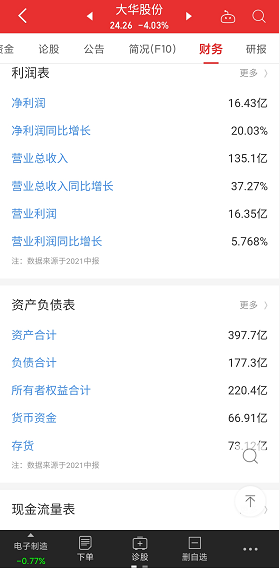 大华股份
24.26 -4.03%
资金 论股 公告 简况(F10) 财务 研报
利润表 更多
净利润 16.43亿
净利润同比增长 20.03%
营业总收入 135.1亿
营业总收入同比增长 37.27%
营业利润 16.35亿
营业利润同比增长 5.768%
注：数据来源于2021中报
资产负债表 更多
资产合计 397.7亿
负债合计 177.3亿
所有者权益合计 220.4亿
货币资金 66.91亿
存货 73.12亿
注：数据来源于2021中报
现金流量表
电子制造 下单 诊股 删自选
-0.77%